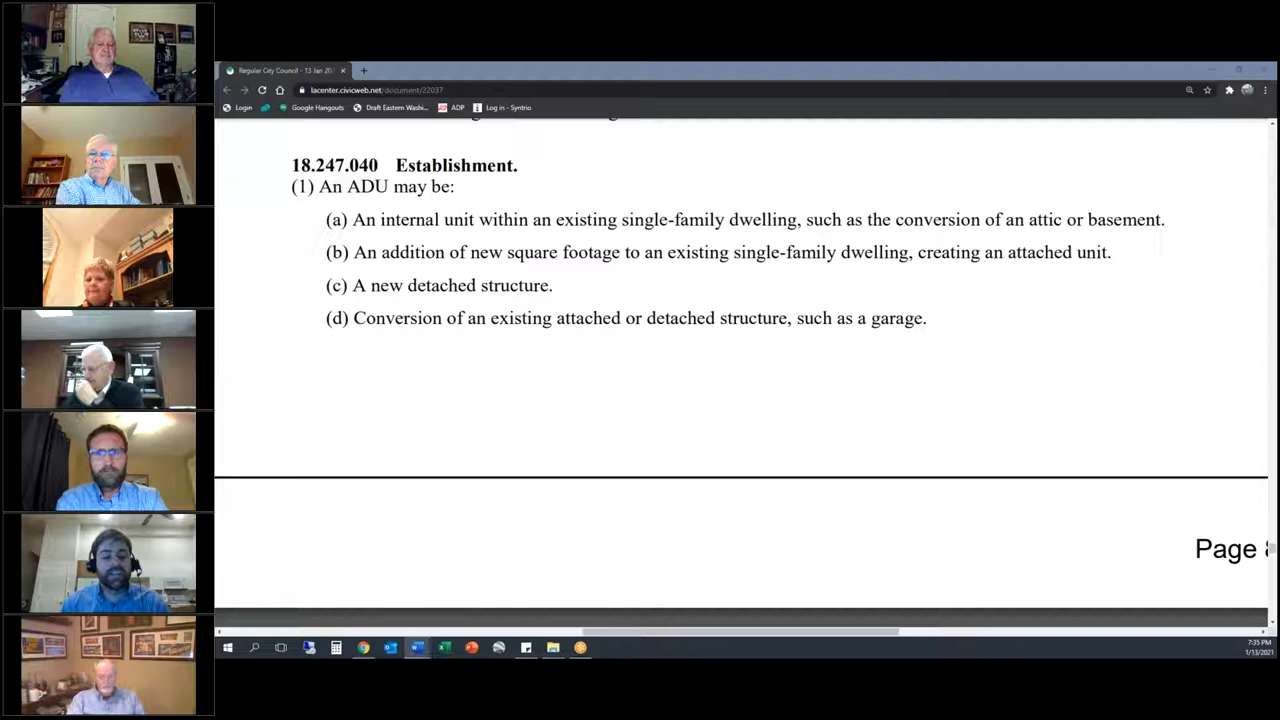 Regular City Council - 13 Jan 202
lacenter.civicweb.net/document/22037
Login
Google Hangouts
Draft Eastern Washi...
ADP
Log in - Syntrio
18.247.040 Establishment.
(1) An ADU may be:
(a) An internal unit within an existing single-family dwelling, such as the conversion of an attic or basement.
(b) An addition of new square footage to an existing single-family dwelling, creating an attached unit.
(c) A new detached structure.
(d) Conversion of an existing attached or detached structure, such as a garage.
Page 8
7:35 PM
1/13/2021